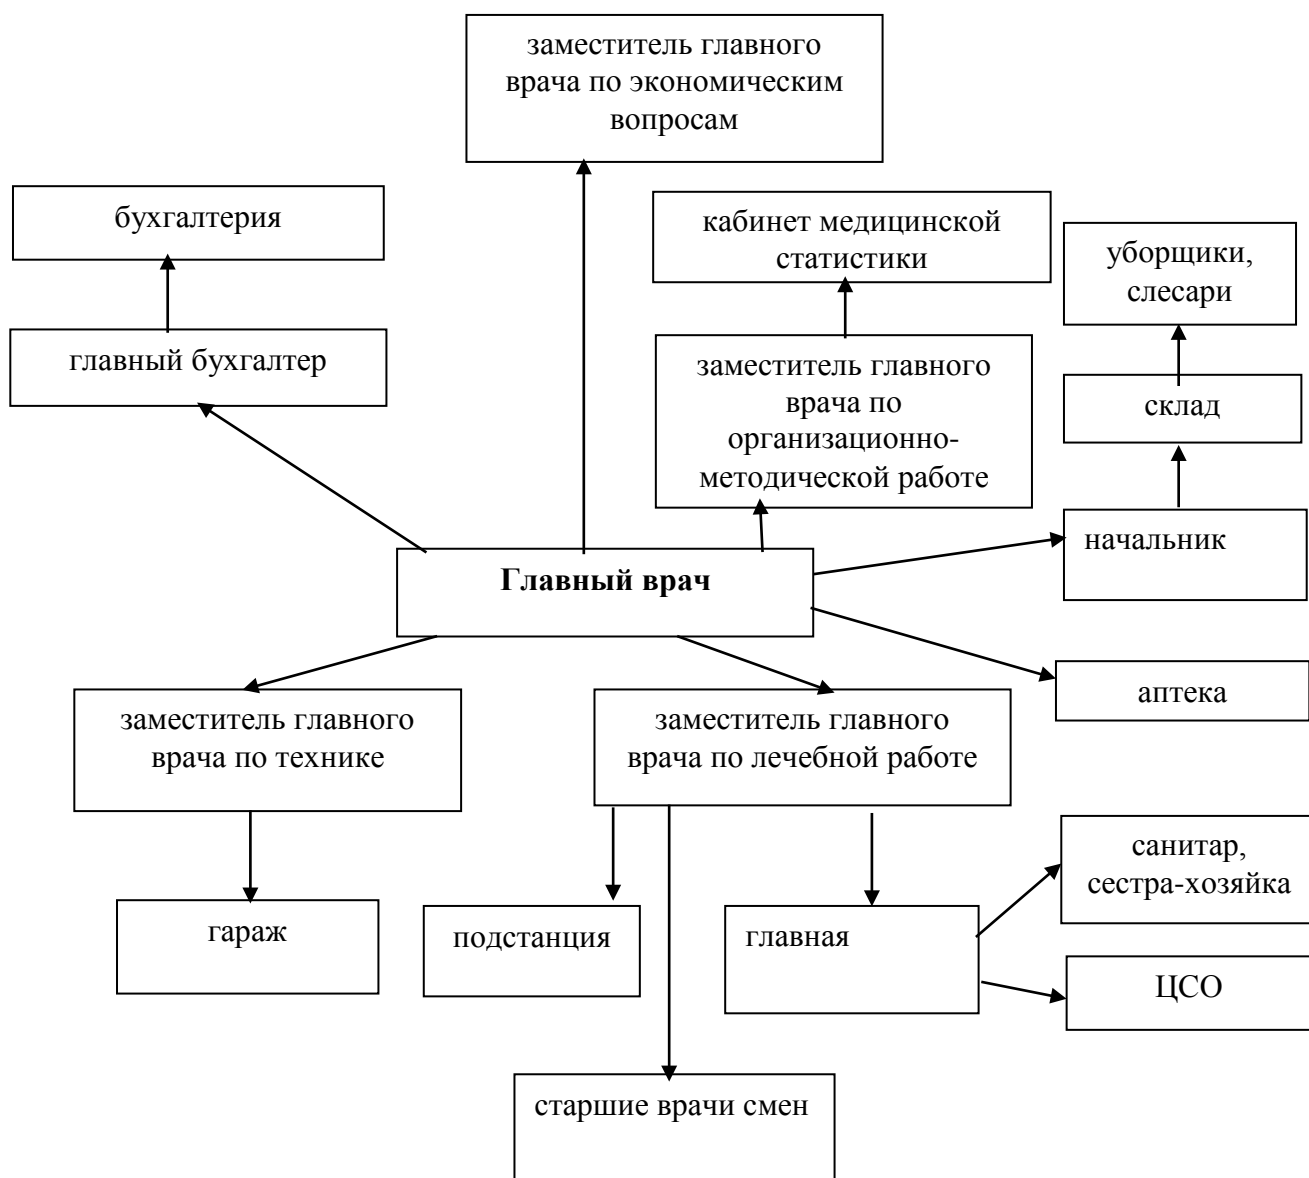 заместитель главного
врача по экономическим
вопросам
бухгалтерия
кабинет медицинской
статистики
уборщики,
слесари
главный бухгалтер
заместитель главного
врача по
организационно-
методической работе
склад
начальник
Главный врач
аптека
заместитель главного
врача по технике
заместитель главного
врача по лечебной работе
санитар,
сестра-хозяйка
гараж
подстанция
главная
ЦСО
старшие врачи смен